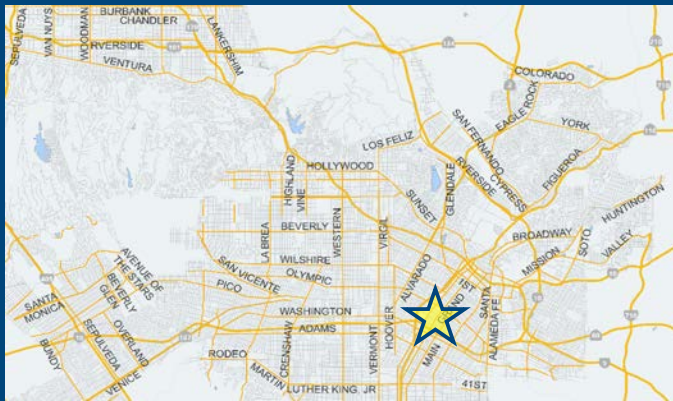 BURBANK
CHANDLER
SEPULVEDA
VAN NUYS
WOODMAN
RVERSIDE
VENTURA
LANKERSHIM
COLORADO
EAGLE ROCK
YORK
SAN FERNANDO
LOS FELIZ
RVERSIDE
CYPRESS
FIGUEROA
HOLLYWOOD
HIGHLAND
VINE
GLENDALE
SUNSET
HUNTINGTON
BEVERLY
LA BREA
WESTERN
VIRGIL
BROADWAY
SOTO
VALLEY
MISSION
WILSHIRE
OLYMPIC
SAN VICENTE
PICO
ALVARADO
1ST
AVENUE OF
THE STARS
BEVERLY
GLEN
SANTA
MONICA
OVERLAND
SEPULVEDA
BUNDY
VENICE
WASHINGTON
ADAMS
HOOVER
VERMONT
CRENSHAW
RODEO
MARTIN
LUTHER KING, JR
MAIN
SANTA
FE
ALAMEDA
41ST